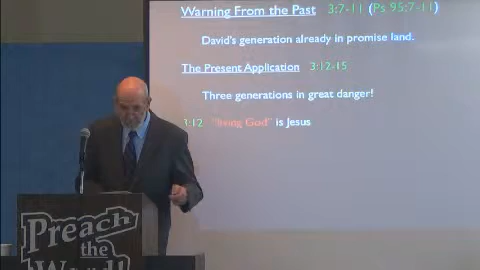 Warning From the Past 3:7-11 (Ps 95:7-11)
David's generation already in promise land.
The Present Application 3:12-15
Three generations in great danger!
3:12 "living God" is Jesus
Preach
the
Word!